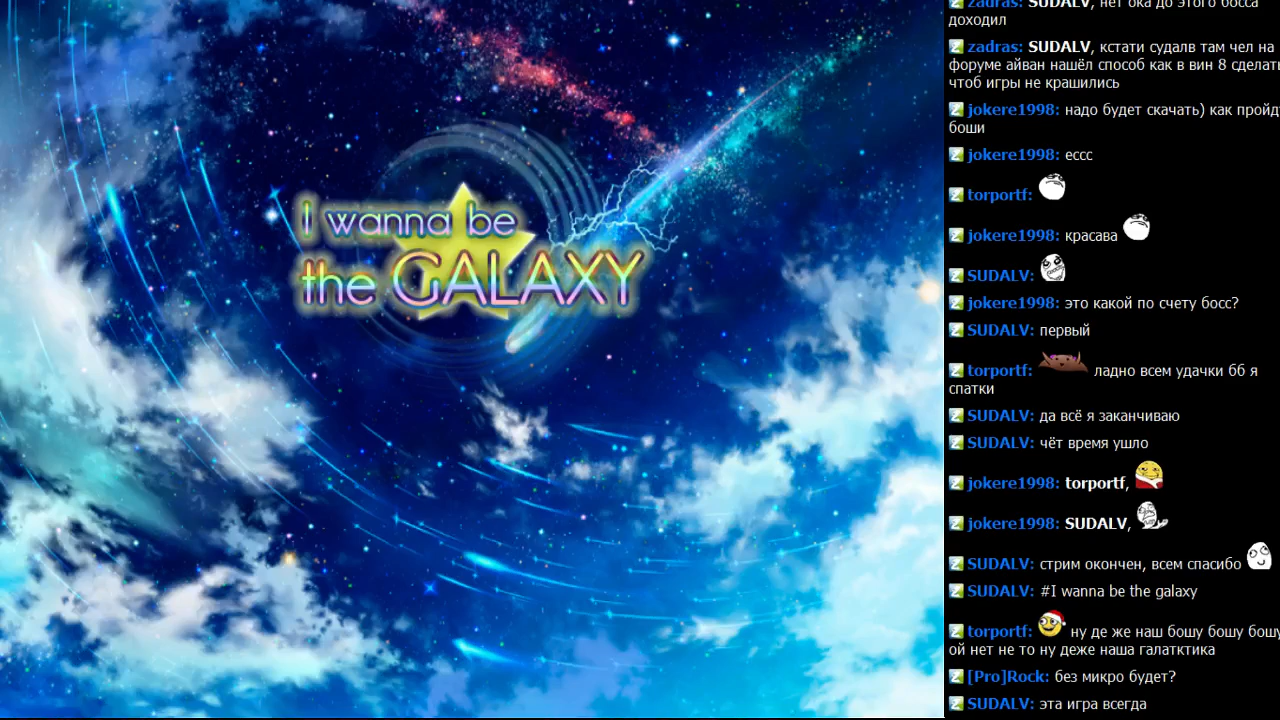 I wanna be
the GALAXY
zadras: SUDALV, нет ока до этого босса
доходил
zadras: SUDALV, кстати судалв там чел на
форуме айван нашёл способ как в вин 8 сделать
чтоб игры не крашились
jokere1998: надо будет скачать) как пройд
боши
jokere1998: ессс
torportf:
jokere1998: красава
SUDALV:
jokere1998: это какой по счету босс?
SUDALV: первый
torportf: ладно всем удачки бб я
спатки
SUDALV: да всё я заканчиваю
SUDALV: чёт время ушло
jokere1998: torportf,
jokere1998: SUDALV,
SUDALV: стрим окончен, всем спасибо
SUDALV: #I wanna be the galaxy
torportf: ну де же наш бошу бошу бошу
ой нет не то ну деже наша галатктика
[Pro]Rock: без микро будет?
SUDALV: эта игра всегда